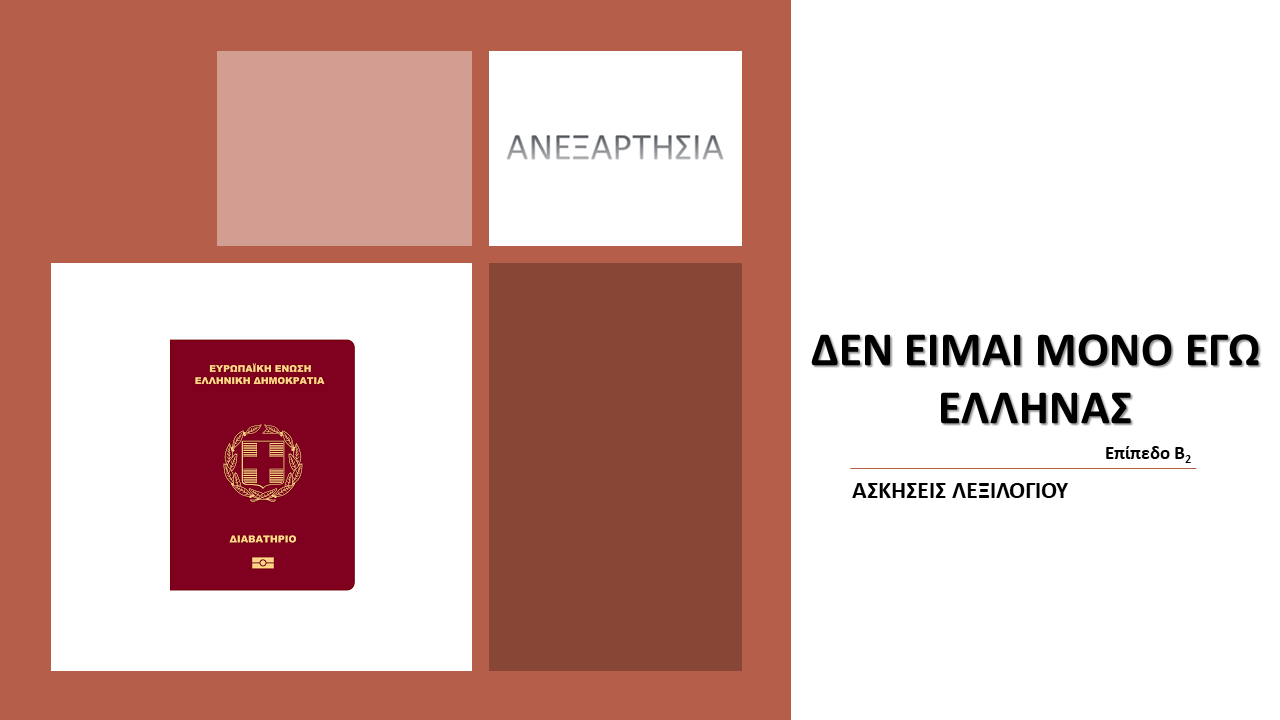 ΑΝΕΞΑΡΤΗΣΙΑ
ΕΥΡΩΠΑΪΚΗ ΕΝΩΣΗ
ΕΛΛΗΝΙΚΗ ΔΗΜΟΚΡΑΤΙΑ
ΔΙΑΒΑΤΗΡΙΟ
ΔΕΝ ΕΙΜΑΙ ΜΟΝΟ ΕΓΩ
ΕΛΛΗΝΑΣ
Επίπεδο Β2
ΑΣΚΗΣΕΙΣ ΛΕΞΙΛΟΓΙΟΥ